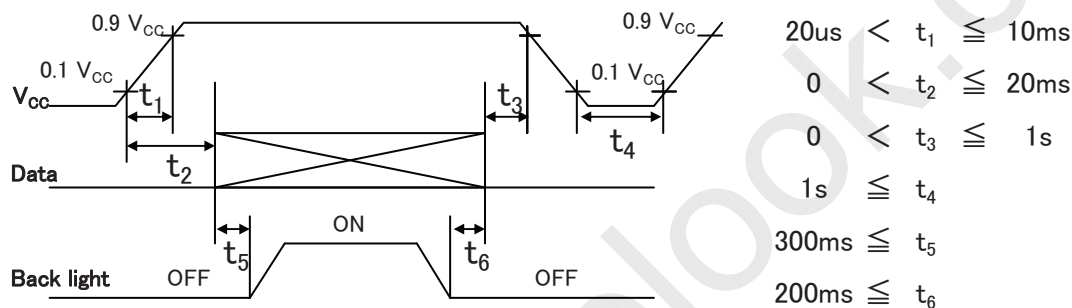 0.9 V_CC
0.9 V_CC
0.1 V_CC
0.1 V_CC
V_CC
t_1
t_3
t_4
t_2
Data
ON
t_5
t_6
Back light
OFF
OFF
20us < t_1 ≦ 10ms
0 < t_2 ≦ 20ms
0 < t_3 ≦ 1s
1s ≦ t_4
300ms ≦ t_5
200ms ≦ t_6